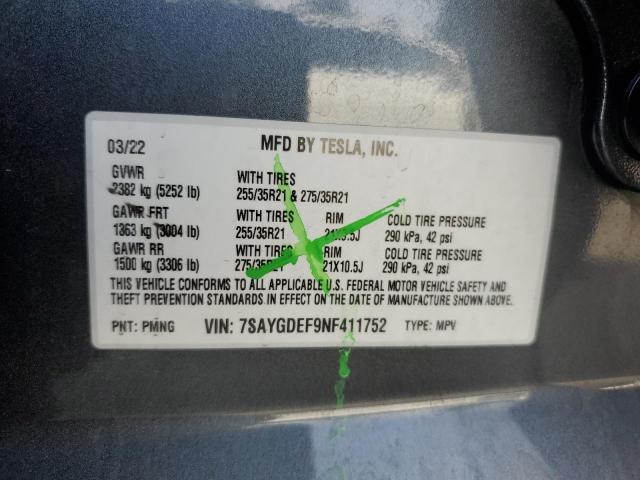 03/22 MFD BY TESLA, INC.
GVWR WITH TIRES
2382 kg (5252 lb) 255/35R21 & 275/35R21
GAWR FRT WITH TIRES RIM COLD TIRE PRESSURE
1363 kg (3004 lb) 255/35R21 21X9.5J 290 kPa, 42 psi
GAWR RR WITH TIRES RIM COLD TIRE PRESSURE
1500 kg (3306 lb) 275/35R21 21X10.5J 290 kPa, 42 psi
THIS VEHICLE CONFORMS TO ALL APPLICABLE U.S. FEDERAL MOTOR VEHICLE SAFETY AND
THEFT PREVENTION STANDARDS IN EFFECT ON THE DATE OF MANUFACTURE SHOWN ABOVE.
PNT: PMNG VIN: 7SAYGDEF9NF411752 TYPE: MPV